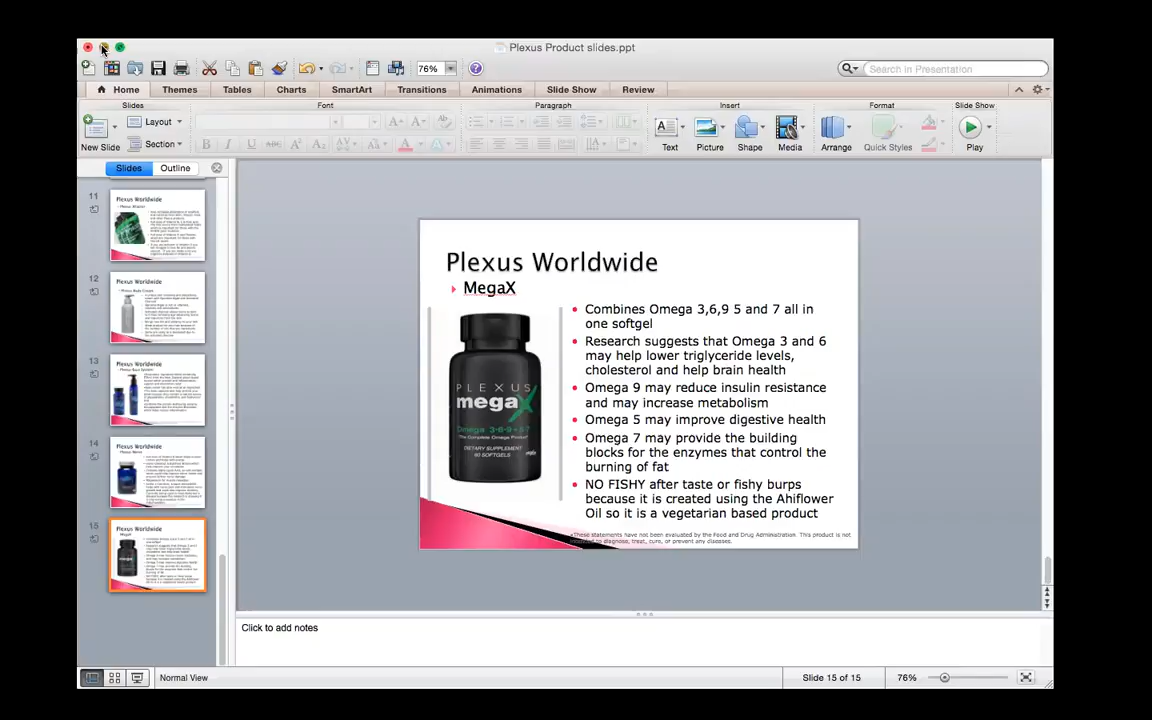 Plexus Product slides.ppt
76%
Search in Presentation
Home
Themes
Tables
Charts
SmartArt
Transitions
Animations
Slide Show
Review
Slides
Font
Paragraph
Insert
Format
Slide Show
New Slide
Layout
Section
Text
Picture
Shape
Media
Arrange
Quick Styles
Play
Slides
Outline
11
Plexus Worldwide
12
Plexus Worldwide
13
Plexus Worldwide
14
Plexus Worldwide
15
Plexus Worldwide
MegaX
Plexus Worldwide
MegaX
PLEXUS
megaX
Omega 3·6·9 + 5·7
"The Complete Omega Product"
DIETARY SUPPLEMENT
60 SOFTGELS
• Combines Omega 3,6,9 5 and 7 all in
one softgel
• Research suggests that Omega 3 and 6
may help lower triglyceride levels,
cholesterol and help brain health
• Omega 9 may reduce insulin resistance
and may increase metabolism
• Omega 5 may improve digestive health
• Omega 7 may provide the building
blocks for the enzymes that control the
burning of fat
• NO FISHY after taste or fishy burps
because it is created using the Ahiflower
Oil so it is a vegetarian based product
*These statements have not been evaluated by the Food and Drug Administration. This product is not
intended to diagnose, treat, cure, or prevent any diseases.
Click to add notes
Normal View
Slide 15 of 15
76%